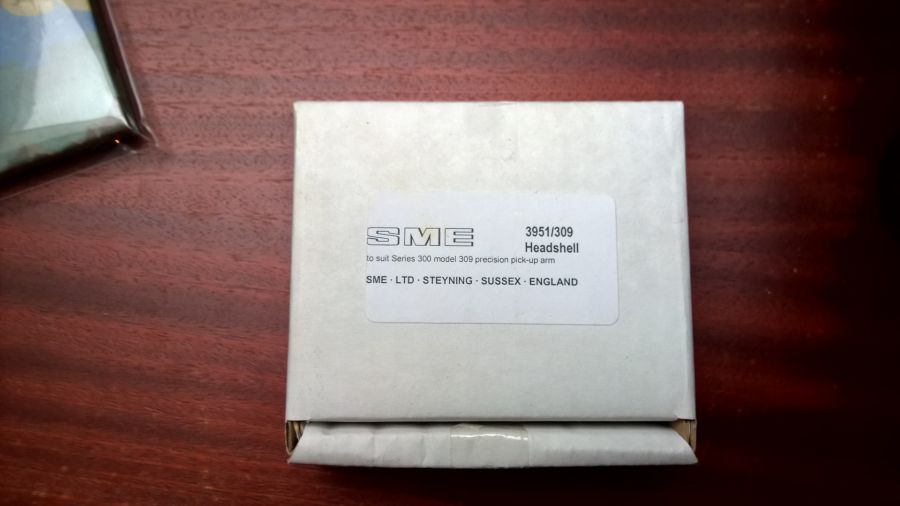 SME
3951/309
Headshell
to suit Series 300 model 309 precision pick-up arm
SME · LTD · STEYNING · SUSSEX · ENGLAND